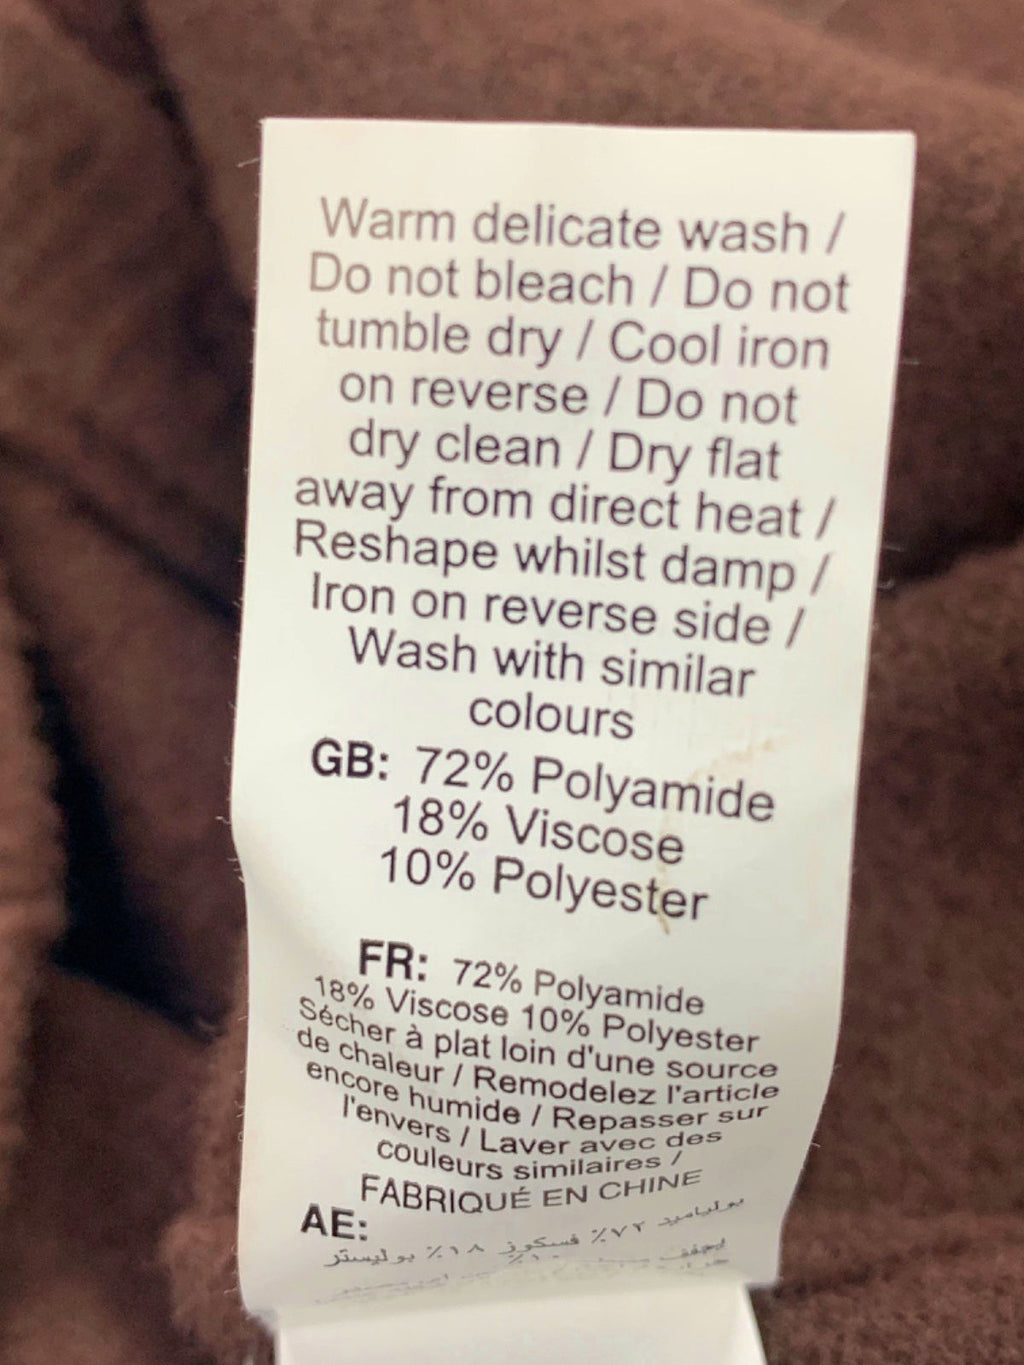 Warm delicate wash /
Do not bleach / Do not
tumble dry / Cool iron
on reverse / Do not
dry clean / Dry flat
away from direct heat /
Reshape whilst damp /
Iron on reverse side /
Wash with similar
colours
GB: 72% Polyamide
18% Viscose
10% Polyester
FR: 72% Polyamide
18% Viscose 10% Polyester
Sécher à plat loin d'une source
de chaleur / Remodelez l'article
encore humide / Repasser sur
l'envers / Laver avec des
couleurs similaires /
FABRIQUÉ EN CHINE
AE:
بولياميد ٧٢٪ فسكوز ١٨٪ بوليستر
١٠٪ يجفف